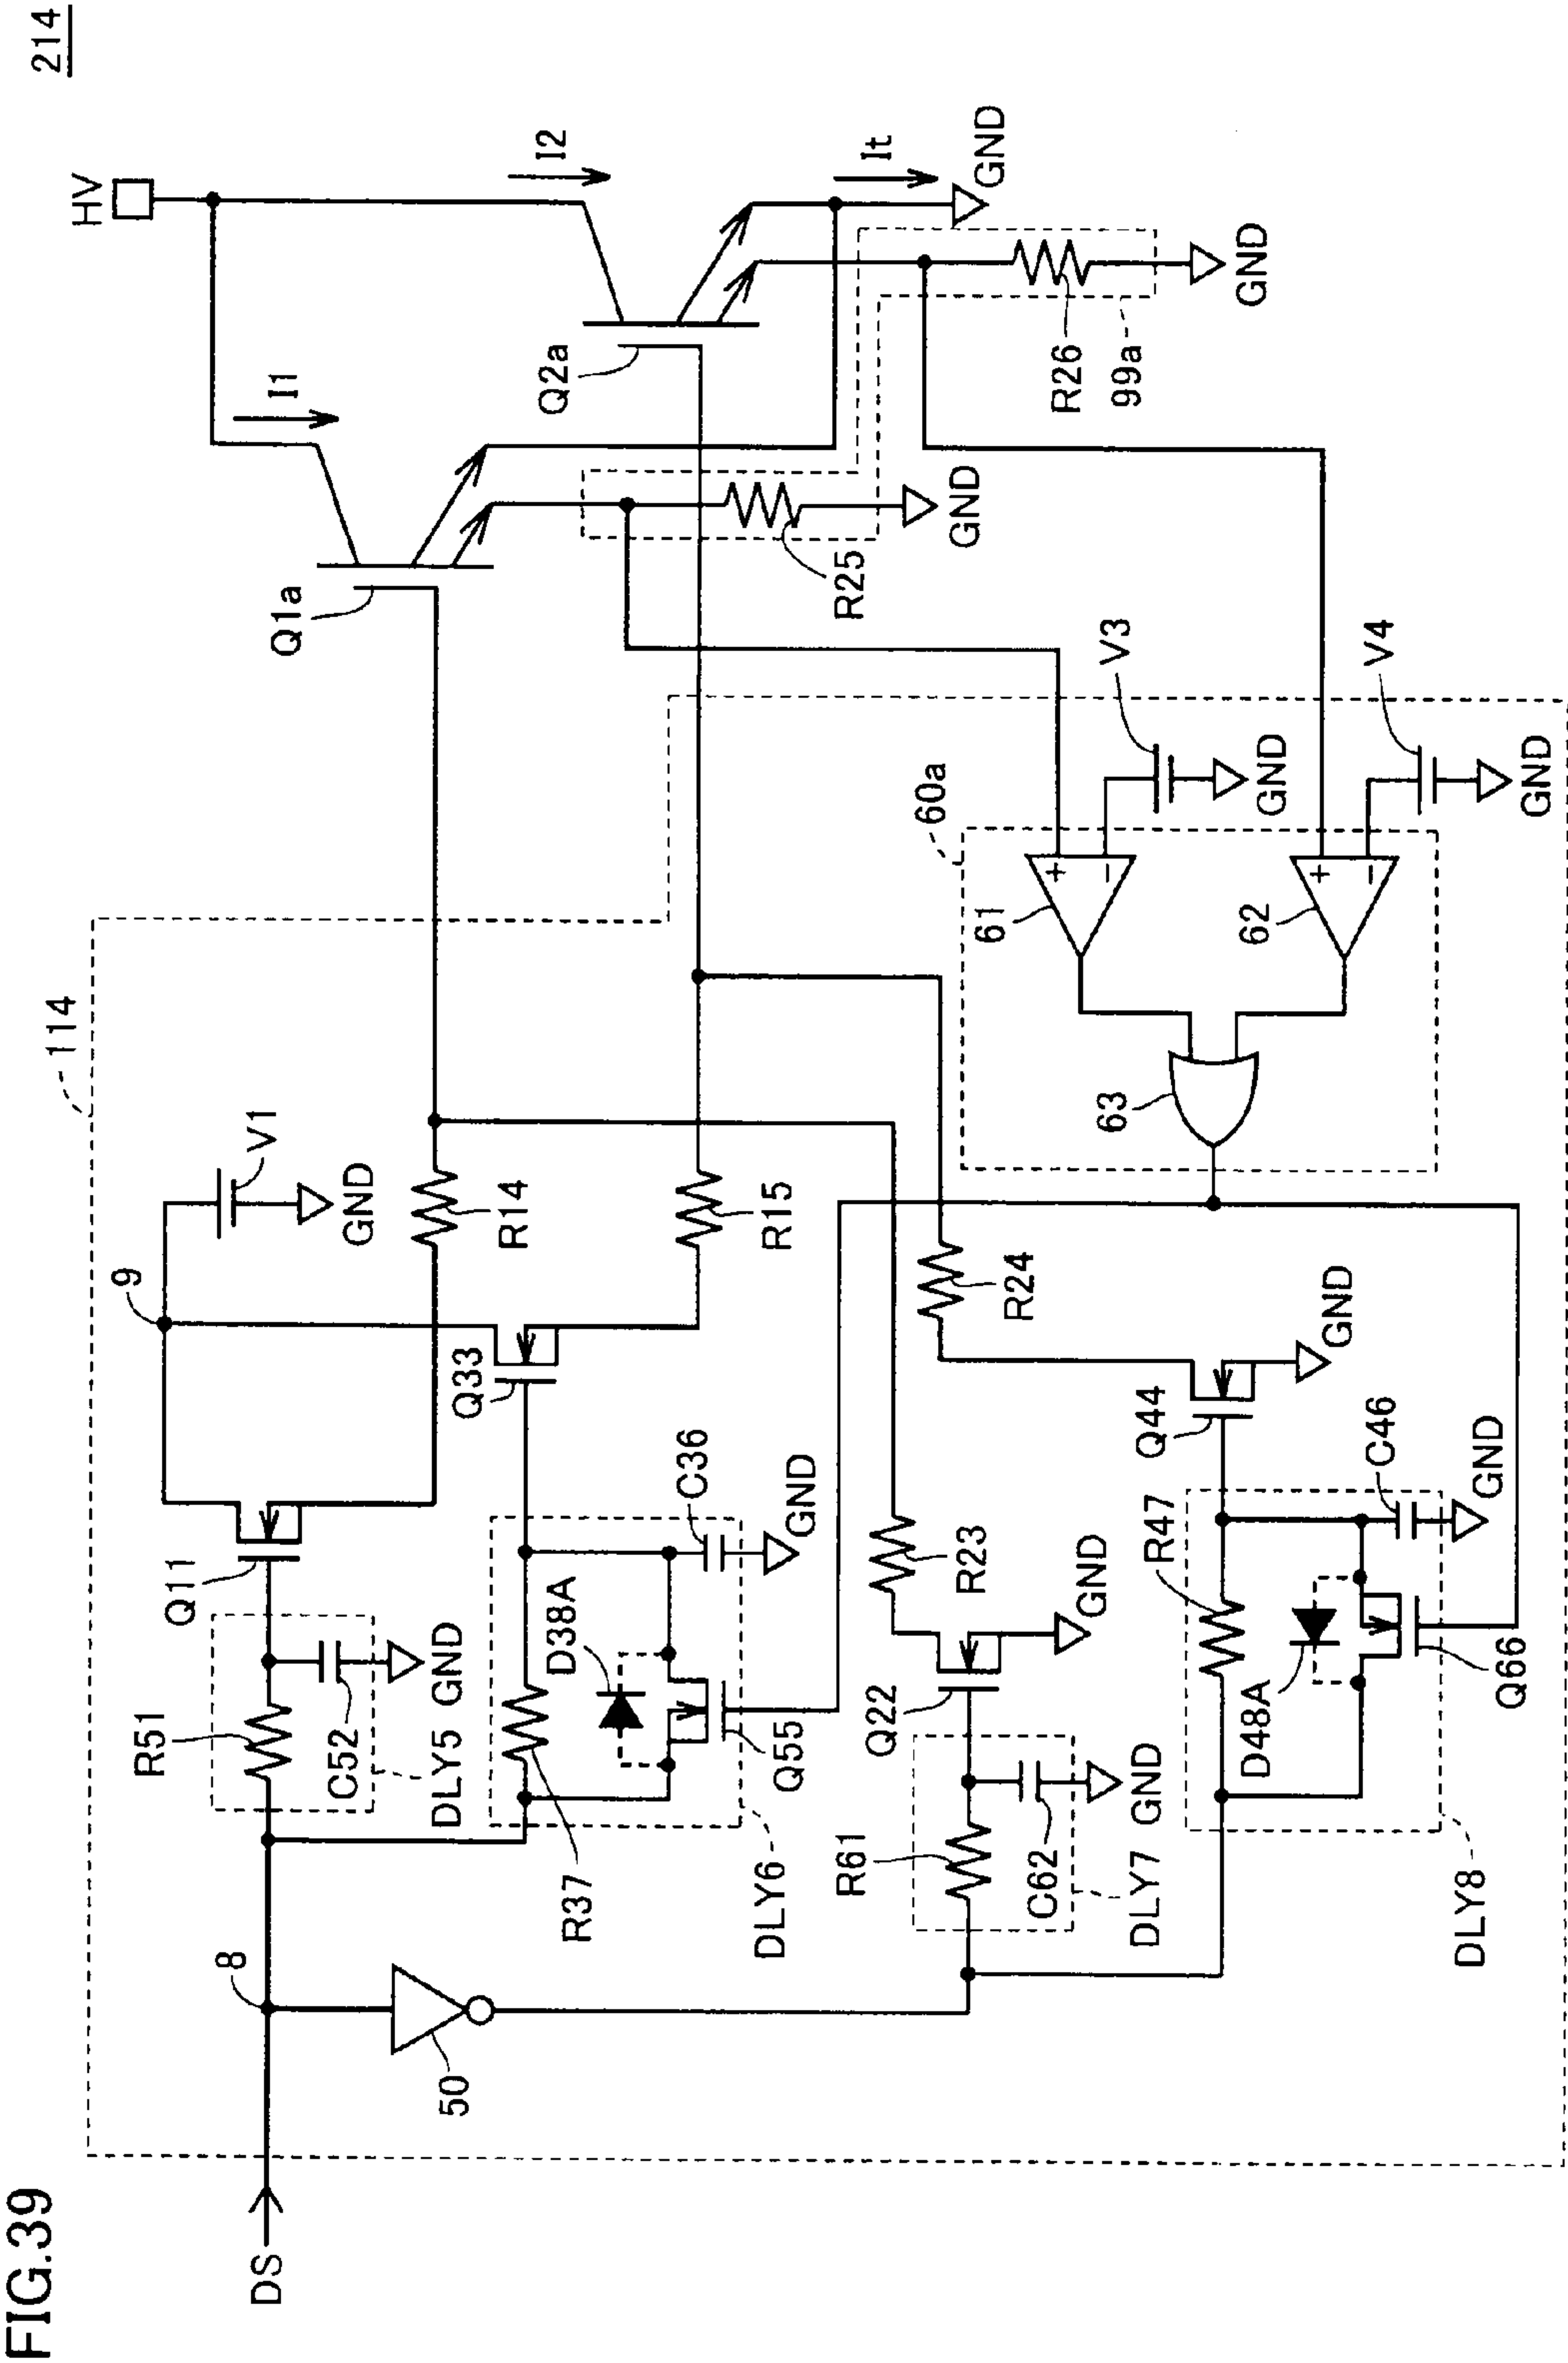 FIG.39
214
DS
8
50
114
9
V1
GND
R51
C52
DLY5
GND
Q11
R14
Q1a
I1
HV
I2
It
GND
Q2a
R37
D38A
Q55
DLY6
C36
GND
Q33
R15
R25
GND
R26
99a
GND
R61
C62
DLY7
GND
Q22
R23
GND
R24
60a
61
+
−
V3
GND
62
+
−
V4
GND
63
R47
D48A
Q66
DLY8
C46
GND
Q44
GND